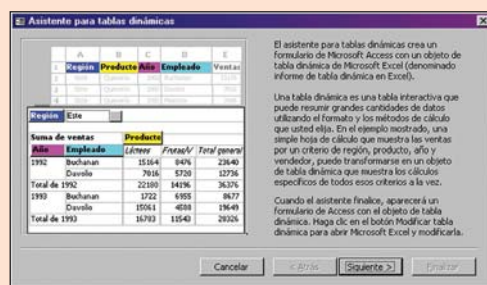 Asistente para tablas dinámicas
A B C D E
1 Región Producto Año Empleado Ventas
2
3
4
Región Este
Suma de ventas Producto
Año Empleado Lácteos Frutas/V Total general
1992 Buchanan 15164 8476 23640
Davolio 7016 5720 12736
Total de 1992 22180 14196 36376
1993 Buchanan 1722 6955 8677
Davolio 15061 4588 19649
Total de 1993 16783 11543 28326
El asistente para tablas dinámicas crea un
formulario de Microsoft Access con un objeto de
tabla dinámica de Microsoft Excel (denominado
informe de tabla dinámica en Excel).
Una tabla dinámica es una tabla interactiva que
puede resumir grandes cantidades de datos
utilizando el formato y los métodos de cálculo
que usted elija. En el ejemplo mostrado, una
simple hoja de cálculo que muestra las ventas
por un criterio de región, producto, año y
vendedor, puede transformarse en un objeto
de tabla dinámica que muestra los cálculos
específicos de todos esos criterios a la vez.
Cuando el asistente finalice, aparecerá un
formulario de Access con el objeto de tabla
dinámica. Haga clic en el botón Modificar tabla
dinámica para abrir Microsoft Excel y modificarla.
Cancelar < Atrás Siguiente > Finalizar